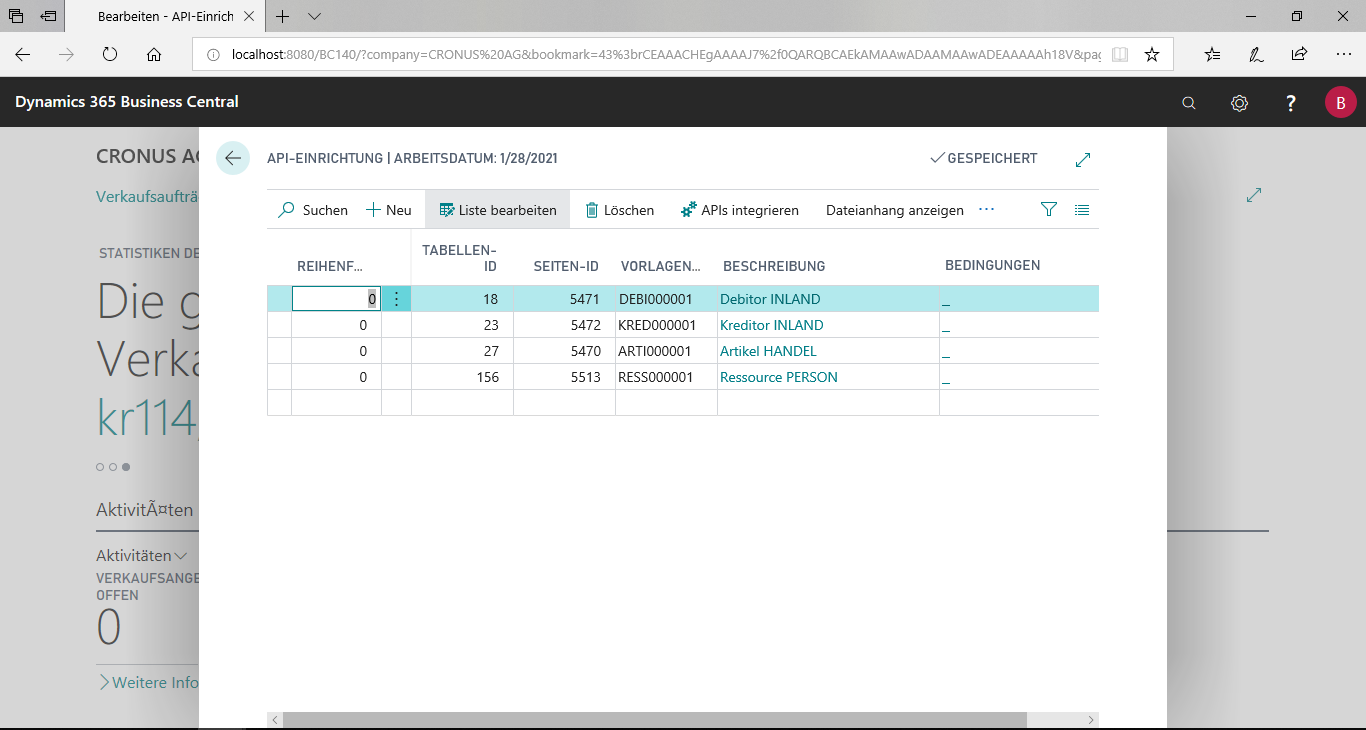 Bearbeiten - API-Einrich
localhost:8080/BC140/?company=CRONUS%20AG&bookmark=43%3brCEAAACHEgAAAAJ7%2f0QARQBCAEkAMAAwADAAMAAwADEAAAAAh18V&pag
Dynamics 365 Business Central
?
B
CRONUS AG
API-EINRICHTUNG | ARBEITSDATUM: 1/28/2021
GESPEICHERT
Verkaufsaufträ
Suchen Neu Liste bearbeiten Löschen APIs integrieren Dateianhang anzeigen ...
STATISTIKEN DE
REIHENF... TABELLEN-ID SEITEN-ID VORLAGEN... BESCHREIBUNG BEDINGUNGEN
0 18 5471 DEBI000001 Debitor INLAND _
0 23 5472 KRED000001 Kreditor INLAND _
0 27 5470 ARTI000001 Artikel HANDEL _
0 156 5513 RESS000001 Ressource PERSON _
Die g
Verka
kr114,
AktivitÃ¤ten
Aktivitäten
VERKAUFSANGE
OFFEN
0
Weitere Info